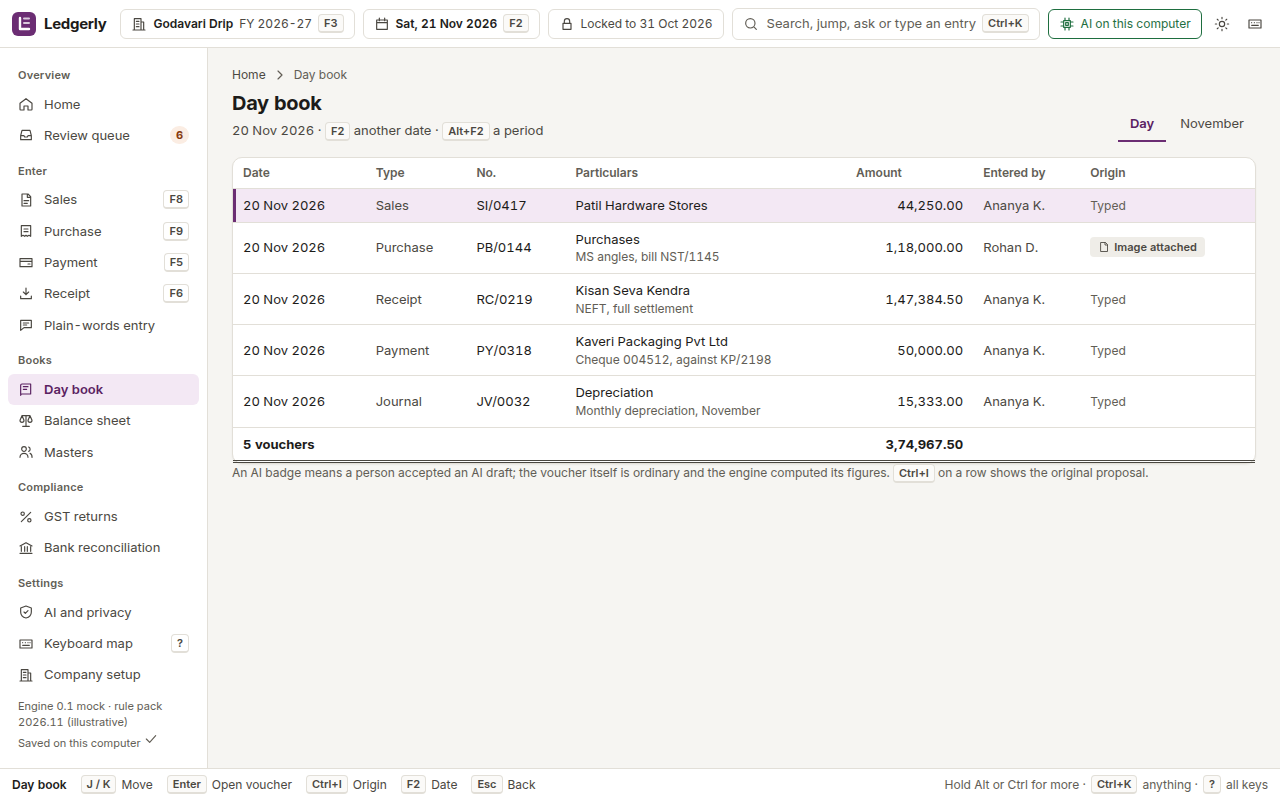 Ledgerly
Godavari Drip FY 2026-27 F3
Sat, 21 Nov 2026 F2
Locked to 31 Oct 2026
Search, jump, ask or type an entry Ctrl+K
AI on this computer
Overview
Home
Review queue 6
Enter
Sales F8
Purchase F9
Payment F5
Receipt F6
Plain-words entry
Books
Day book
Balance sheet
Masters
Compliance
GST returns
Bank reconciliation
Settings
AI and privacy
Keyboard map ?
Company setup
Engine 0.1 mock · rule pack
2026.11 (illustrative)
Saved on this computer
Home > Day book
Day book
20 Nov 2026 · F2 another date · Alt+F2 a period
Day November
Date Type No. Particulars Amount Entered by Origin
20 Nov 2026 Sales SI/0417 Patil Hardware Stores 44,250.00 Ananya K. Typed
20 Nov 2026 Purchase PB/0144 Purchases 1,18,000.00 Rohan D. Image attached
MS angles, bill NST/1145
20 Nov 2026 Receipt RC/0219 Kisan Seva Kendra 1,47,384.50 Ananya K. Typed
NEFT, full settlement
20 Nov 2026 Payment PY/0318 Kaveri Packaging Pvt Ltd 50,000.00 Ananya K. Typed
Cheque 004512, against KP/2198
20 Nov 2026 Journal JV/0032 Depreciation 15,333.00 Ananya K. Typed
Monthly depreciation, November
5 vouchers 3,74,967.50
An AI badge means a person accepted an AI draft; the voucher itself is ordinary and the engine computed its figures. Ctrl+I on a row shows the original proposal.
Day book J / K Move Enter Open voucher Ctrl+I Origin F2 Date Esc Back
Hold Alt or Ctrl for more · Ctrl+K anything · ? all keys